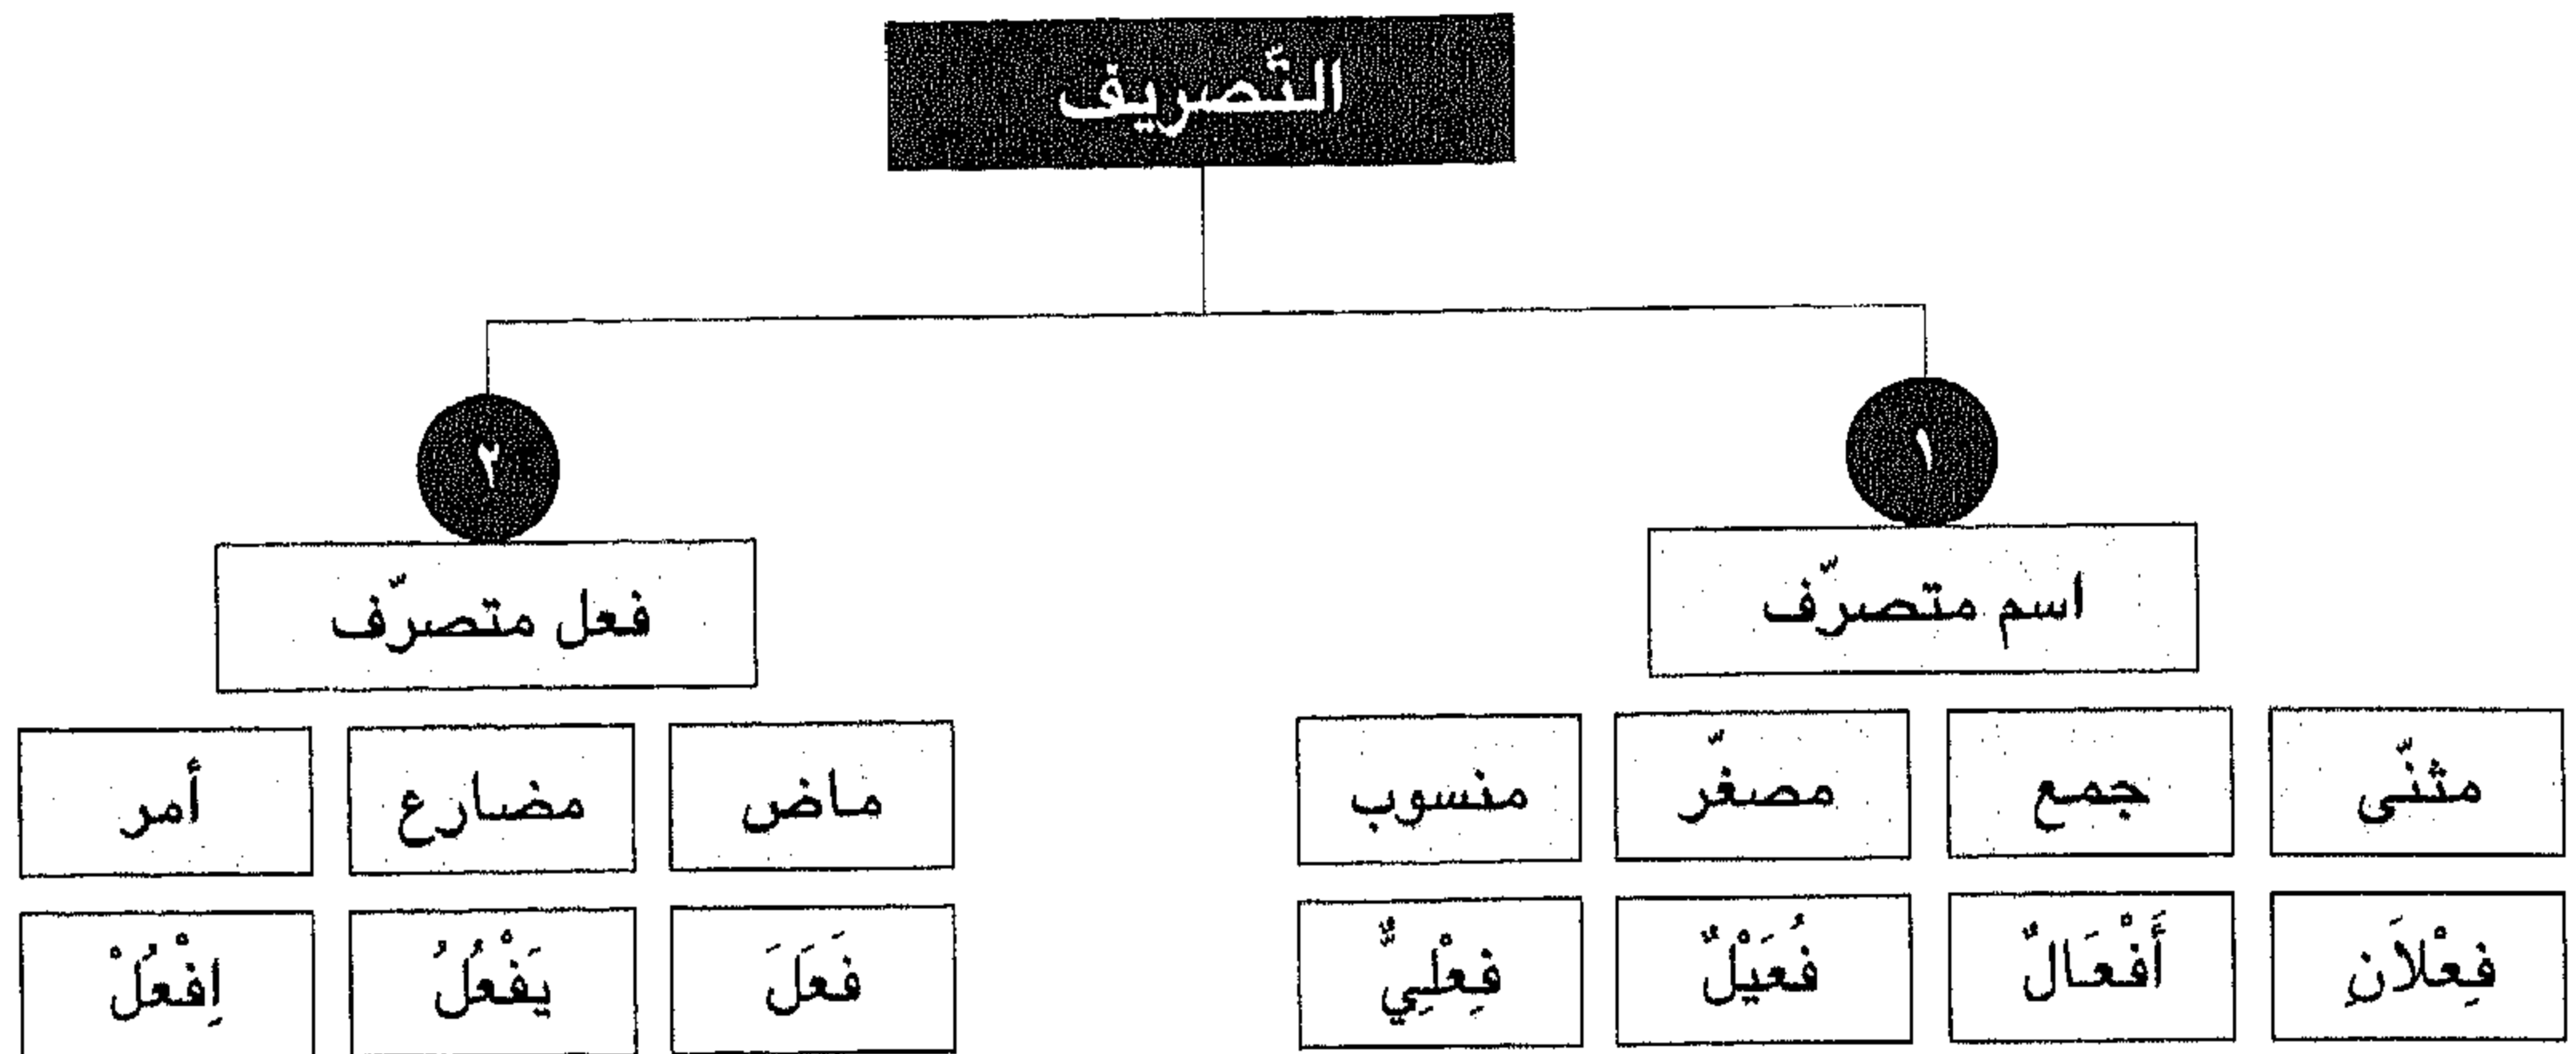 التّصريف
١
٢
اسم متصرّف
فعل متصرّف
مثنّى
جمع
مصغّر
منسوب
ماض
مضارع
أمر
فِعْلَانِ
أَفْعَالٌ
فُعَيْلٌ
فِعْلِيٌّ
فَعَلَ
يَفْعُلُ
اِفْعُلْ